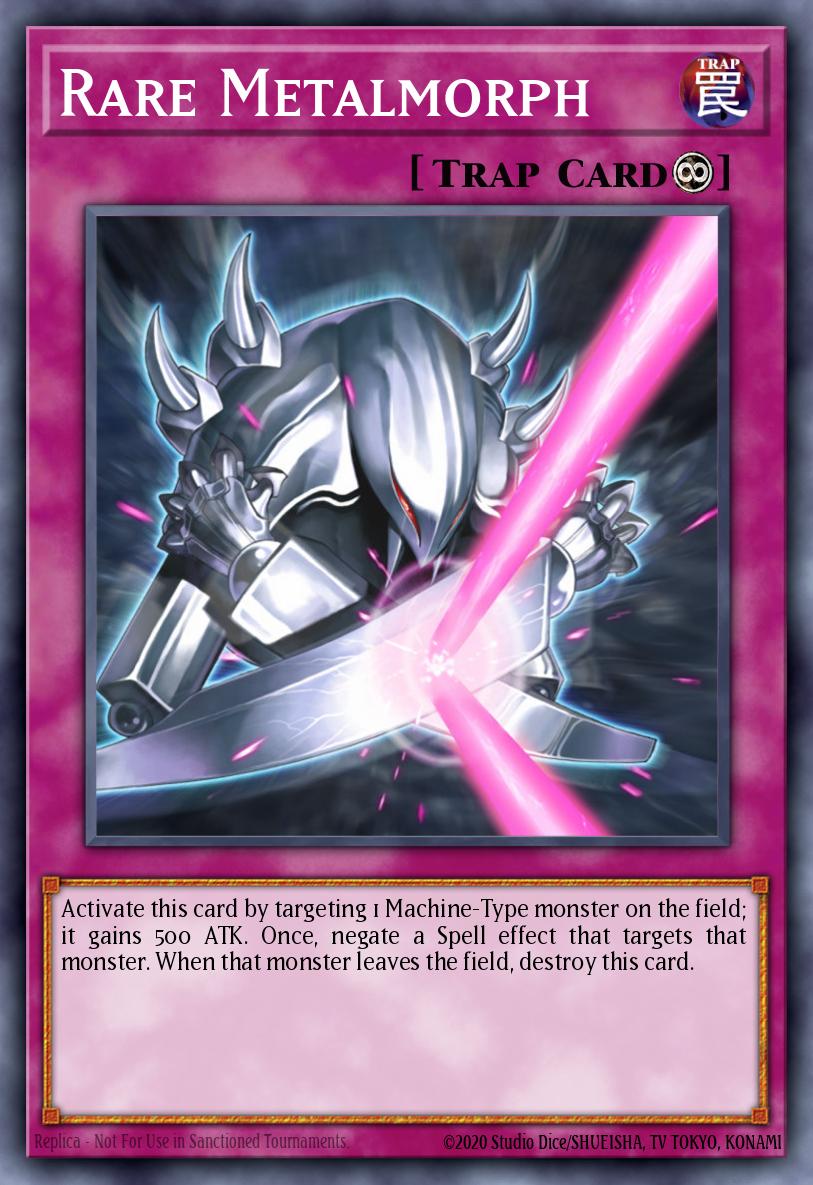 Rare Metalmorph
TRAP
罠
[Trap Card]
Activate this card by targeting 1 Machine-Type monster on the field;
it gains 500 ATK. Once, negate a Spell effect that targets that
monster. When that monster leaves the field, destroy this card.
Replica - Not For Use in Sanctioned Tournaments.
©2020 Studio Dice/SHUEISHA, TV TOKYO, KONAMI